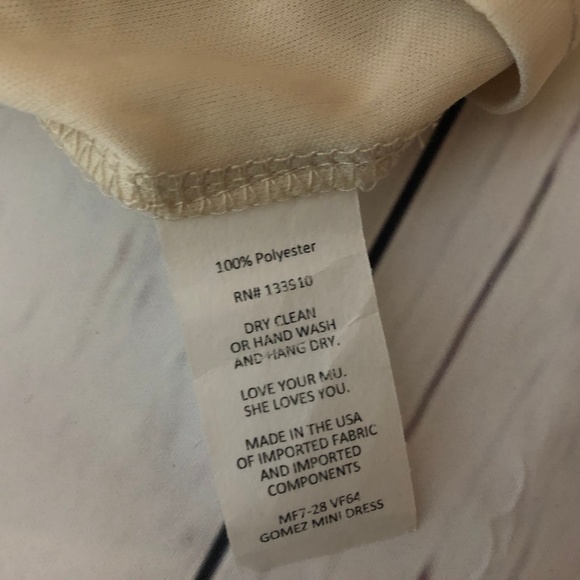 100% Polyester
RN# 133910
DRY CLEAN
OR HAND WASH
AND HANG DRY.
LOVE YOUR MU.
SHE LOVES YOU.
MADE IN THE USA
OF IMPORTED FABRIC
AND IMPORTED
COMPONENTS
MF7-28 VF64
GOMEZ MINI DRESS